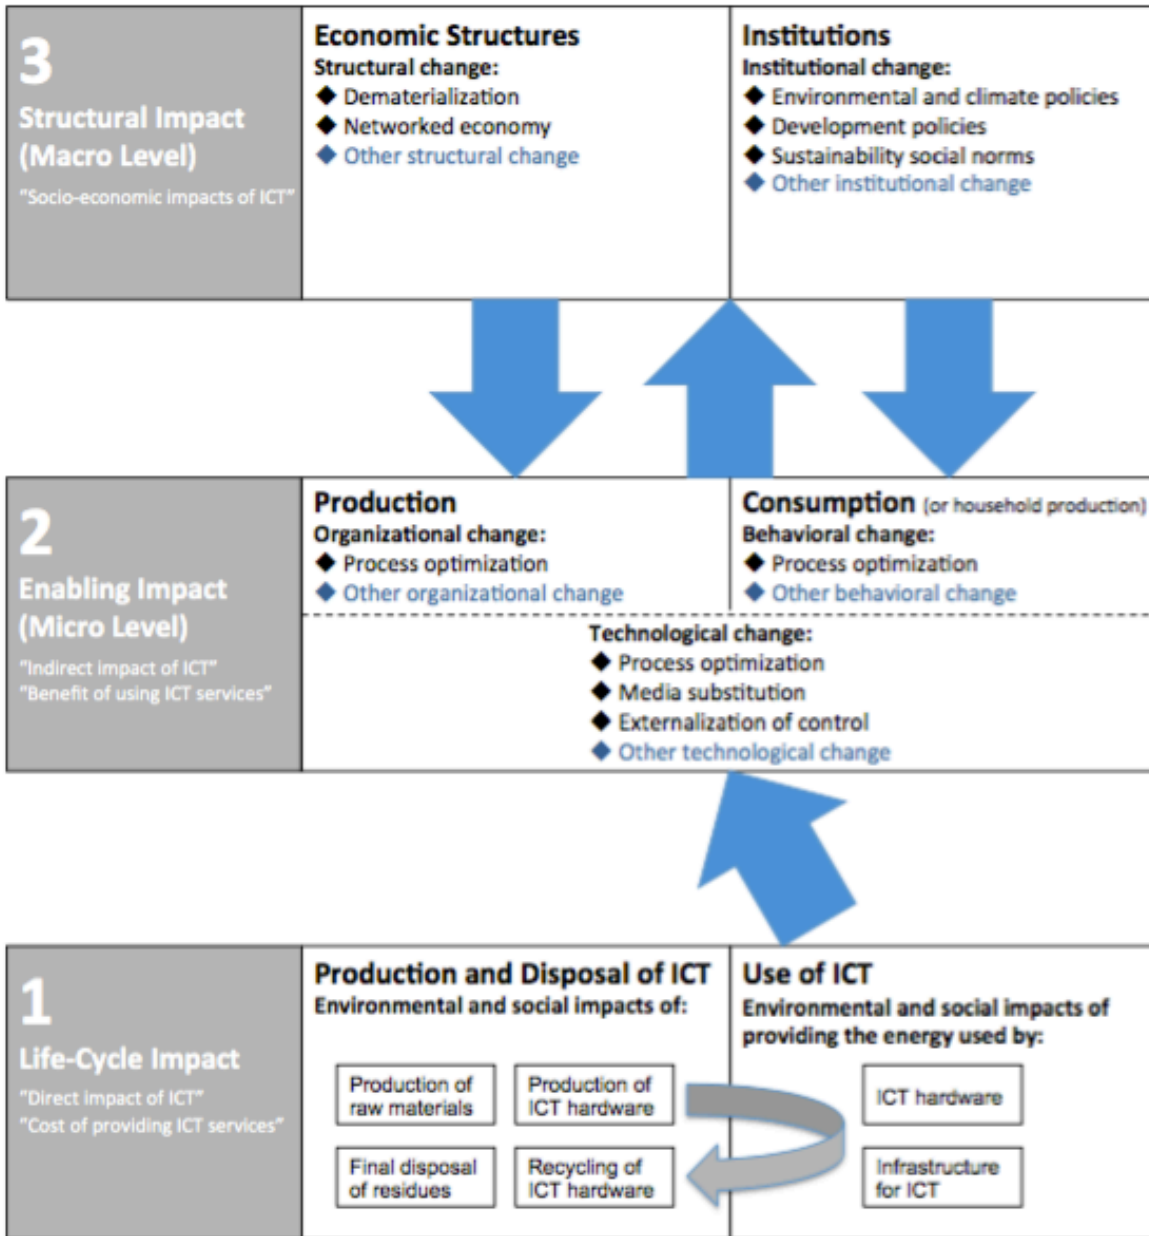 3
Structural Impact
(Macro Level)
"Socio-economic impacts of ICT"
Economic Structures
Structural change:
◆ Dematerialization
◆ Networked economy
◆ Other structural change
Institutions
Institutional change:
◆ Environmental and climate policies
◆ Development policies
◆ Sustainability social norms
◆ Other institutional change
2
Enabling Impact
(Micro Level)
"Indirect impact of ICT"
"Benefit of using ICT services"
Production
Organizational change:
◆ Process optimization
◆ Other organizational change
Consumption (or household production)
Behavioral change:
◆ Process optimization
◆ Other behavioral change
Technological change:
◆ Process optimization
◆ Media substitution
◆ Externalization of control
◆ Other technological change
1
Life-Cycle Impact
"Direct impact of ICT"
"Cost of providing ICT services"
Production and Disposal of ICT
Environmental and social impacts of:
Production of
raw materials
Production of
ICT hardware
Final disposal
of residues
Recycling of
ICT hardware
Use of ICT
Environmental and social impacts of
providing the energy used by:
ICT hardware
Infrastructure
for ICT